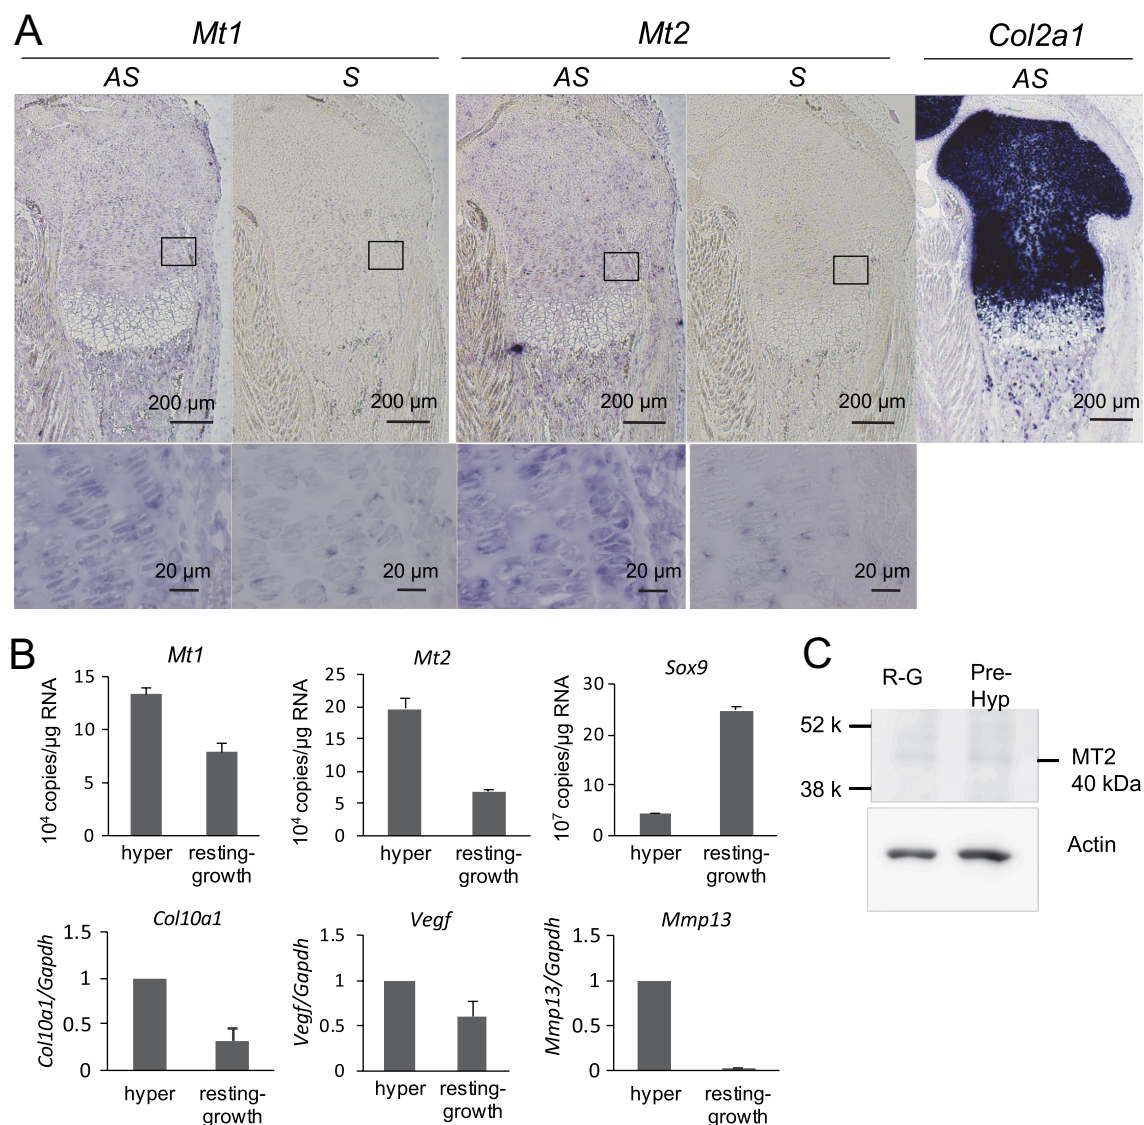 A
Mt1
Mt2
Col2a1
AS
S
AS
S
AS
200 µm
200 µm
200 µm
200 µm
200 µm
20 µm
20 µm
20 µm
20 µm
B
Mt1
10⁴ copies/µg RNA
15
10
5
0
hyper
resting-
growth
Mt2
10⁴ copies/µg RNA
25
20
15
10
5
0
hyper
resting-
growth
Sox9
10⁷ copies/µg RNA
30
20
10
0
hyper
resting-
growth
Col10a1
Col10a1/Gapdh
1.5
1
0.5
0
hyper
resting-
growth
Vegf
Vegf/Gapdh
1.5
1
0.5
0
hyper
resting-
growth
Mmp13
Mmp13/Gapdh
1.5
1
0.5
0
hyper
resting-
growth
C
R-G
Pre-
Hyp
52 k
38 k
MT2
40 kDa
Actin